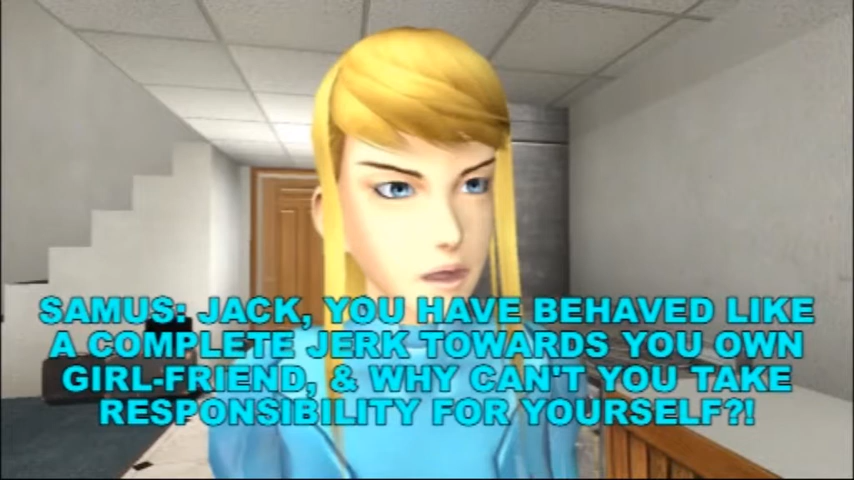 SAMUS: JACK, YOU HAVE BEHAVED LIKE
A COMPLETE JERK TOWARDS YOU OWN
GIRL-FRIEND, & WHY CAN'T YOU TAKE
RESPONSIBILITY FOR YOURSELF?!